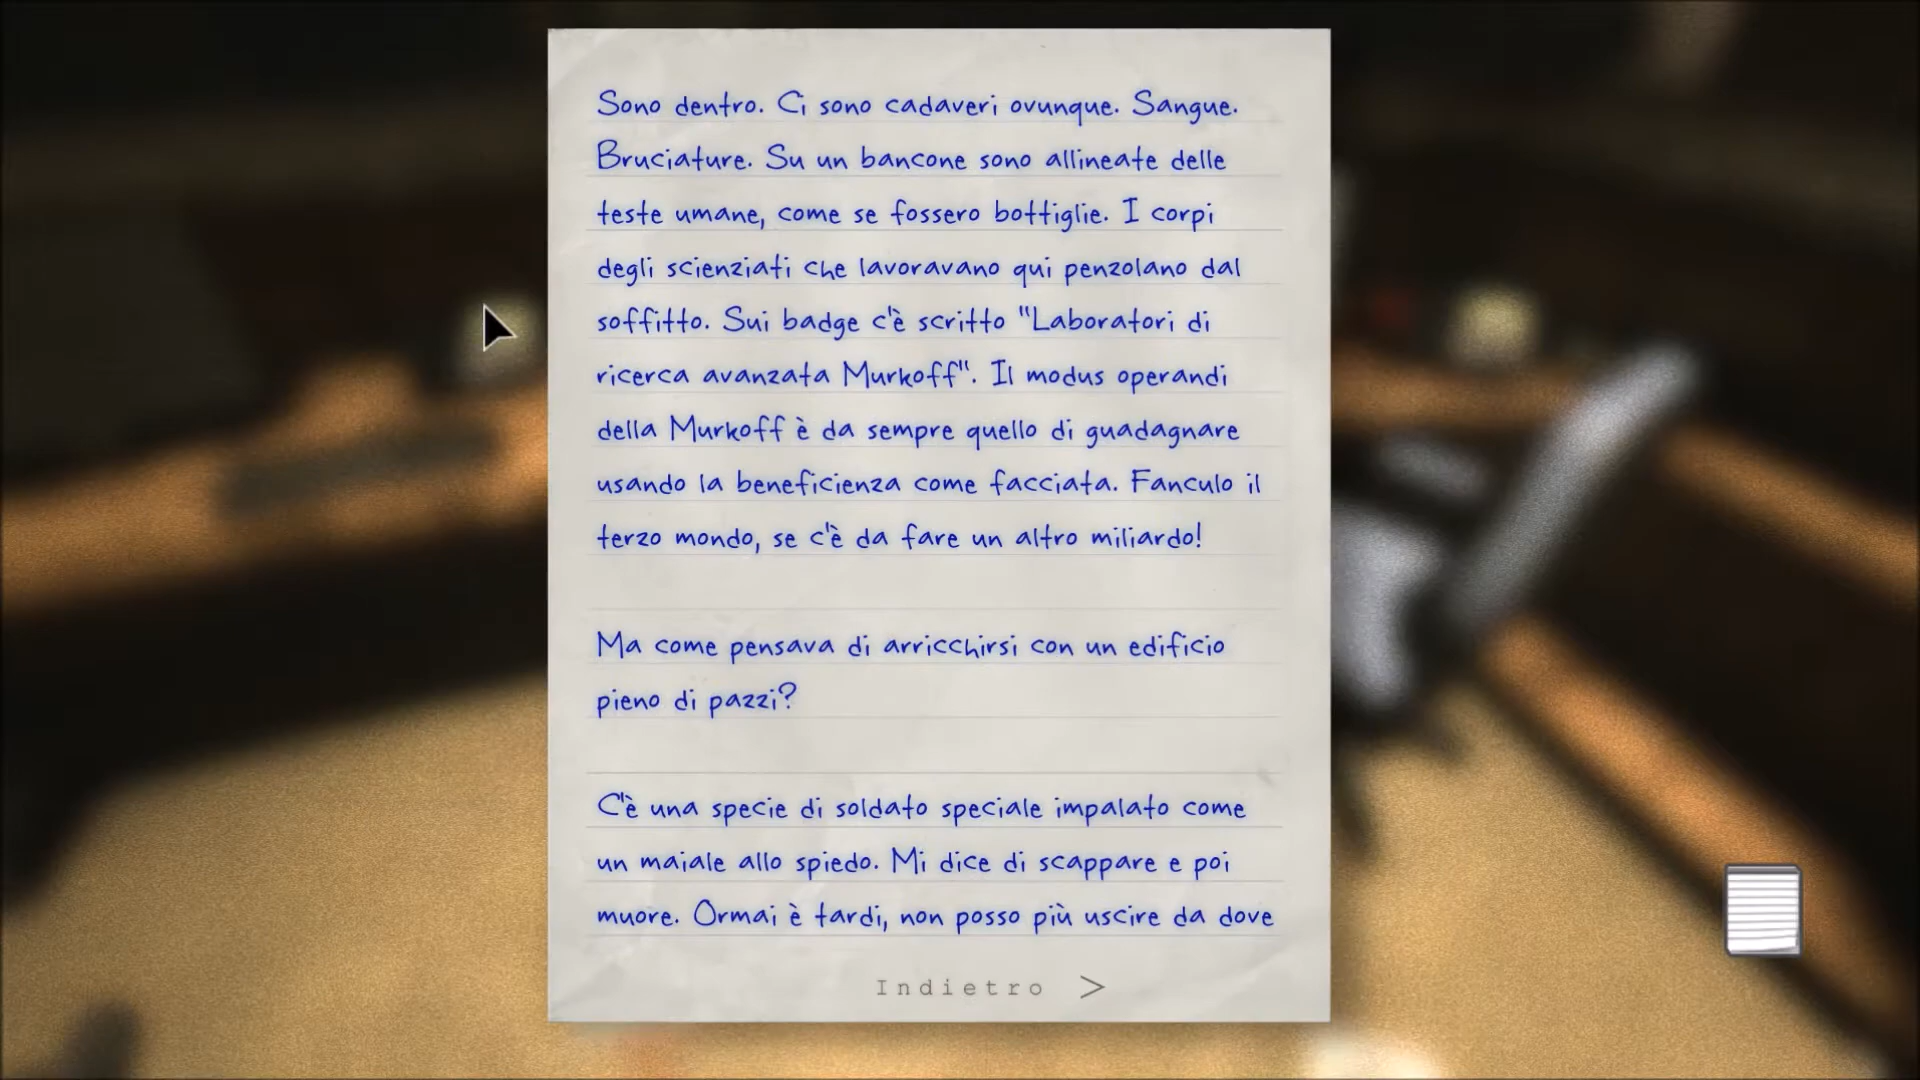 Sono dentro. Ci sono cadaveri ovunque. Sangue.
Bruciature. Su un bancone sono allineate delle
teste umane, come se fossero bottiglie. I corpi
degli scienziati che lavoravano qui penzolano dal
soffitto. Sui badge c'è scritto "Laboratori di
ricerca avanzata Murkoff". Il modus operandi
della Murkoff è da sempre quello di guadagnare
usando la beneficienza come facciata. Fanculo il
terzo mondo, se c'è da fare un altro miliardo!
Ma come pensava di arricchirsi con un edificio
pieno di pazzi?
C'è una specie di soldato speciale impalato come
un maiale allo spiedo. Mi dice di scappare e poi
muore. Ormai è tardi, non posso più uscire da dove
Indietro >